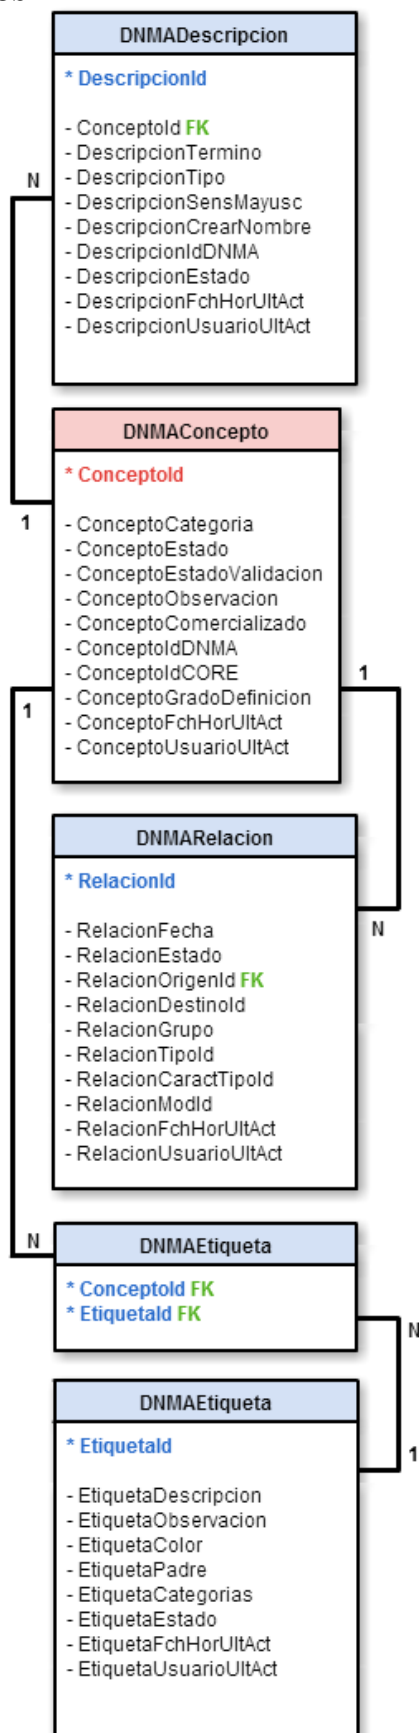 DNMADescripcion
* DescripcionId
- ConceptoId FK
- DescripcionTermino
- DescripcionTipo
- DescripcionSensMayusc
- DescripcionCrearNombre
- DescripcionIdDNMA
- DescripcionEstado
- DescripcionFchHorUltAct
- DescripcionUsuarioUltAct
N
1
DNMAConcepto
* ConceptoId
- ConceptoCategoria
- ConceptoEstado
- ConceptoEstadoValidacion
- ConceptoObservacion
- ConceptoComercializado
- ConceptoIdDNMA
- ConceptoIdCORE
- ConceptoGradoDefinicion
- ConceptoFchHorUltAct
- ConceptoUsuarioUltAct
1
1
DNMARelacion
* RelacionId
- RelacionFecha
- RelacionEstado
- RelacionOrigenId FK
- RelacionDestinoId
- RelacionGrupo
- RelacionTipoId
- RelacionCaractTipoId
- RelacionModId
- RelacionFchHorUltAct
- RelacionUsuarioUltAct
N
N
DNMAEtiqueta
* ConceptoId FK
* EtiquetaId FK
N
1
DNMAEtiqueta
* EtiquetaId
- EtiquetaDescripcion
- EtiquetaObservacion
- EtiquetaColor
- EtiquetaPadre
- EtiquetaCategorias
- EtiquetaEstado
- EtiquetaFchHorUltAct
- EtiquetaUsuarioUltAct